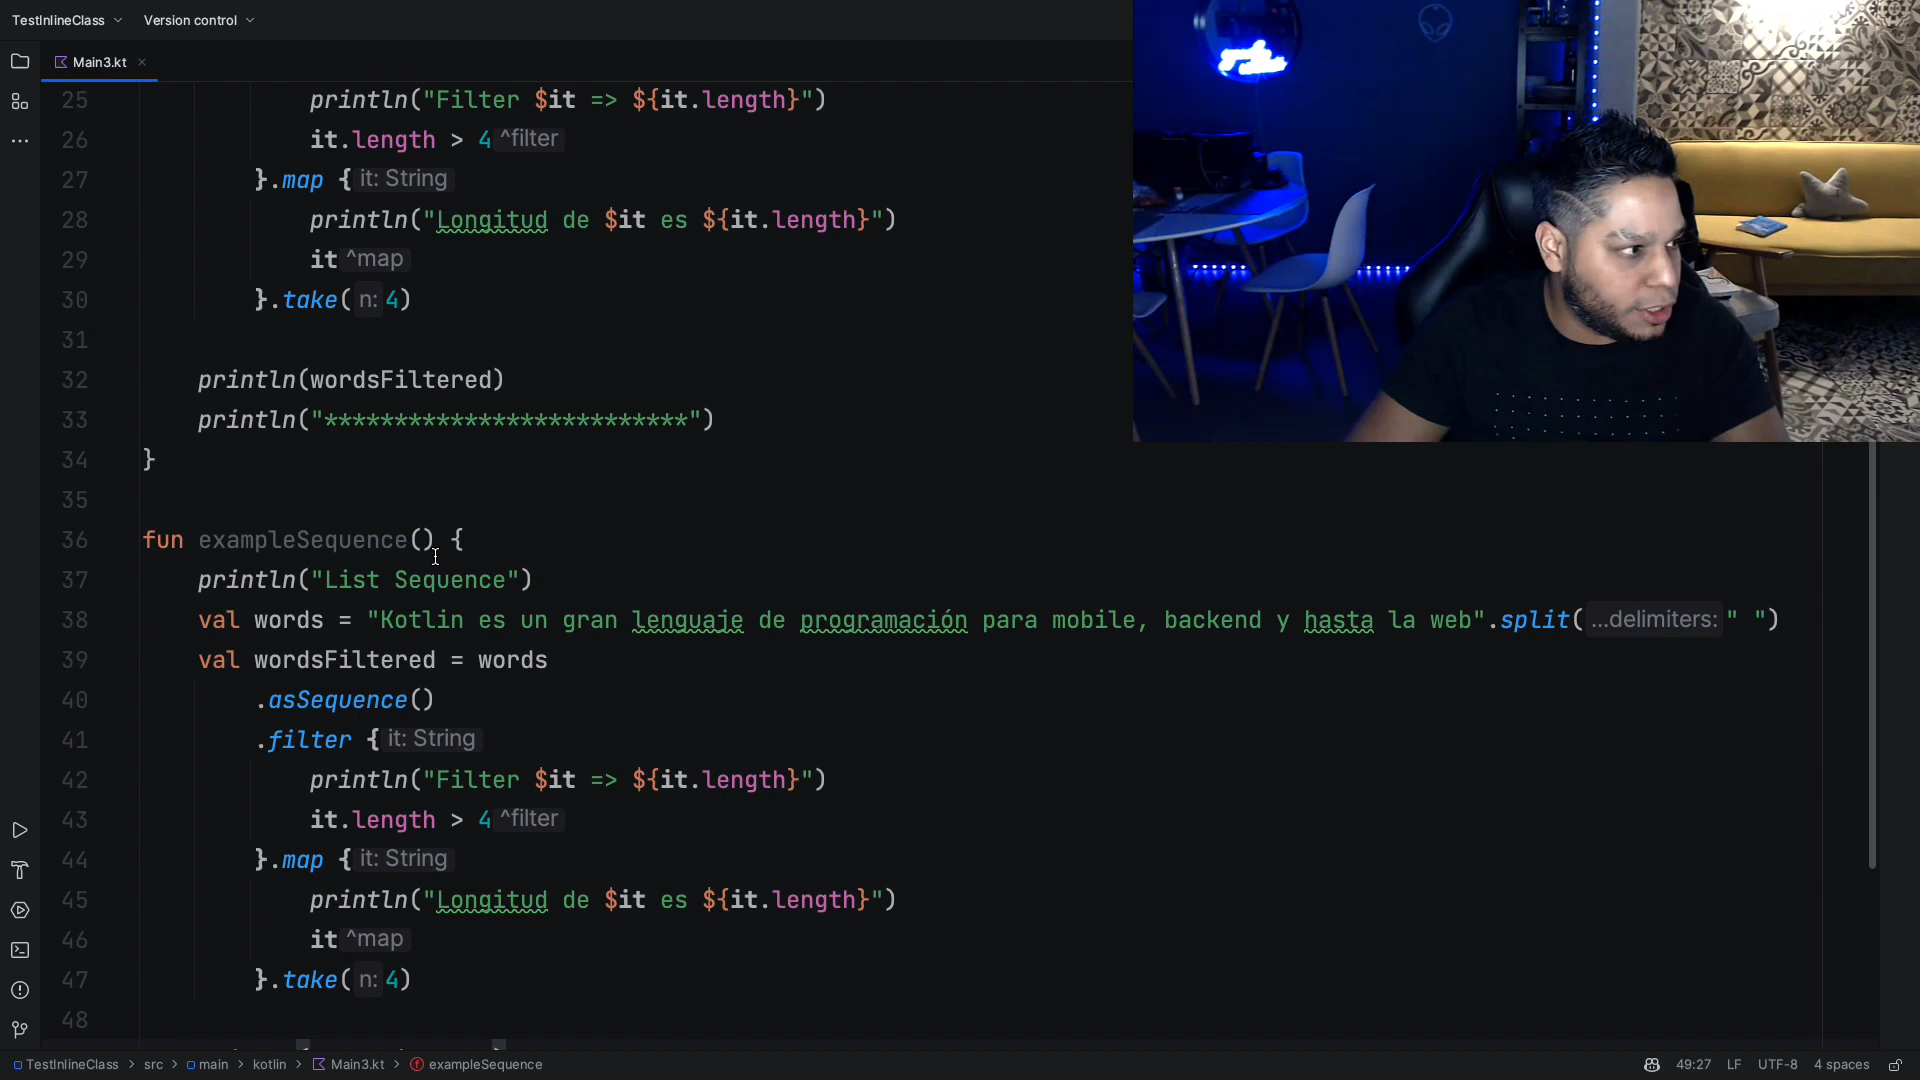 TestInlineClass
Version control
Main3.kt
25 println("Filter $it => ${it.length}")
26 it.length > 4 ^filter
27 }.map { it: String
28 println("Longitud de $it es ${it.length}")
29 it ^map
30 }.take( n: 4)
31
32 println(wordsFiltered)
33 println("**************************")
34 }
35
36 fun exampleSequence() {
37 println("List Sequence")
38 val words = "Kotlin es un gran lenguaje de programación para mobile, backend y hasta la web".split( ...delimiters: " ")
39 val wordsFiltered = words
40 .asSequence()
41 .filter { it: String
42 println("Filter $it => ${it.length}")
43 it.length > 4 ^filter
44 }.map { it: String
45 println("Longitud de $it es ${it.length}")
46 it ^map
47 }.take( n: 4)
48
TestInlineClass > src > main > kotlin > Main3.kt > exampleSequence
49:27 LF UTF-8 4 spaces